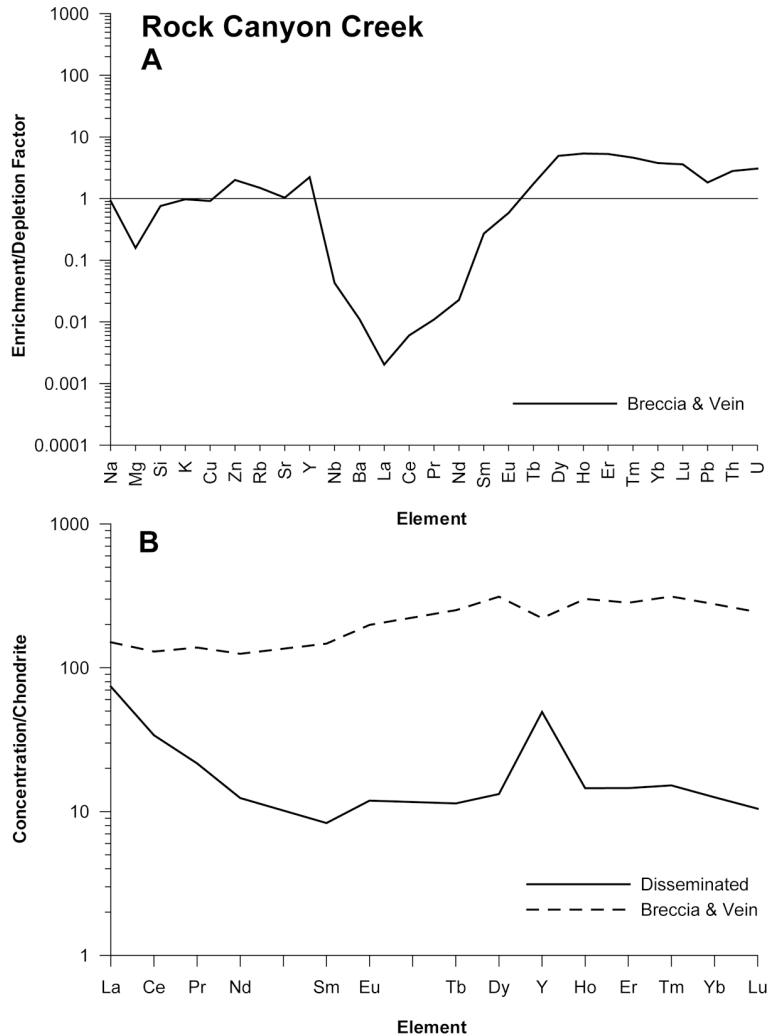 Rock Canyon Creek
A
1000
100
10
1
0.1
0.01
0.001
0.0001
Enrichment/Depletion Factor
Breccia & Vein
Na Mg Si K Cu Zn Rb Sr Y Nb Ba La Ce Pr Nd Sm Eu Tb Dy Ho Er Tm Yb Lu Pb Th U
Element
B
1000
100
10
1
Concentration/Chondrite
Disseminated
Breccia & Vein
La Ce Pr Nd Sm Eu Tb Dy Y Ho Er Tm Yb Lu
Element